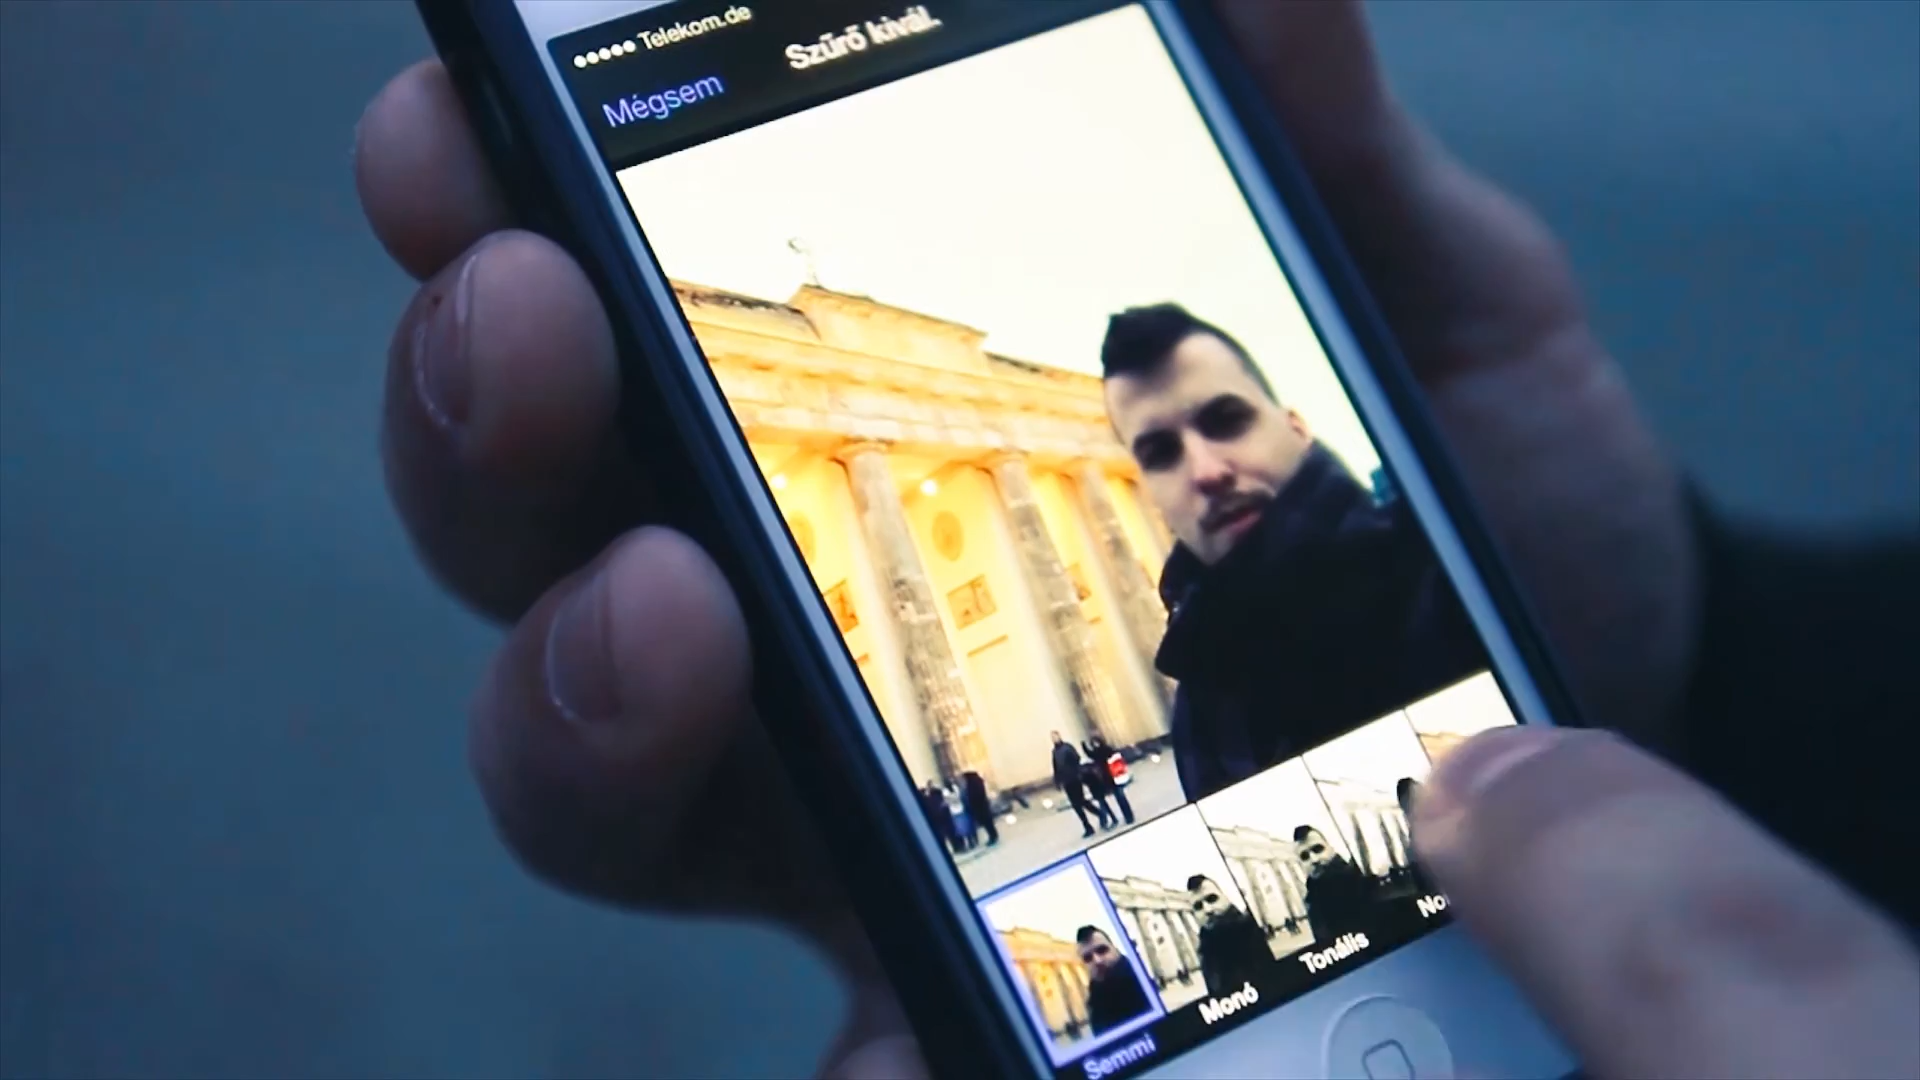 Telekom.de
Mégsem
Szűrő kivál.
Semmi
Monó
Tonális